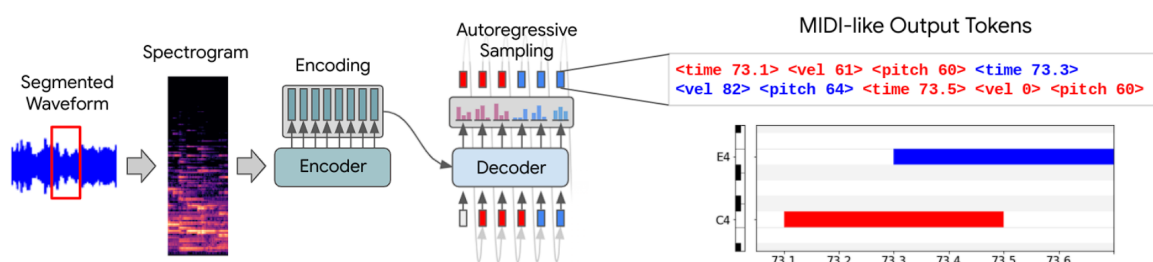 Segmented
Waveform
Spectrogram
Encoding
Encoder
Autoregressive
Sampling
Decoder
MIDI-like Output Tokens
<time 73.1> <vel 61> <pitch 60> <time 73.3>
<vel 82> <pitch 64> <time 73.5> <vel 0> <pitch 60>
E4
C4
73.1 73.2 73.3 73.4 73.5 73.6